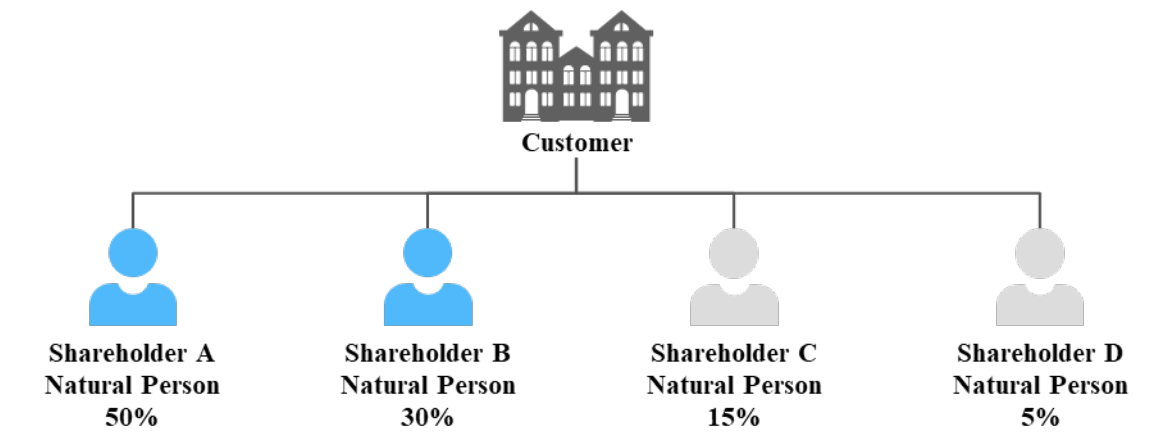 Customer
Shareholder A
Natural Person
50%
Shareholder B
Natural Person
30%
Shareholder C
Natural Person
15%
Shareholder D
Natural Person
5%